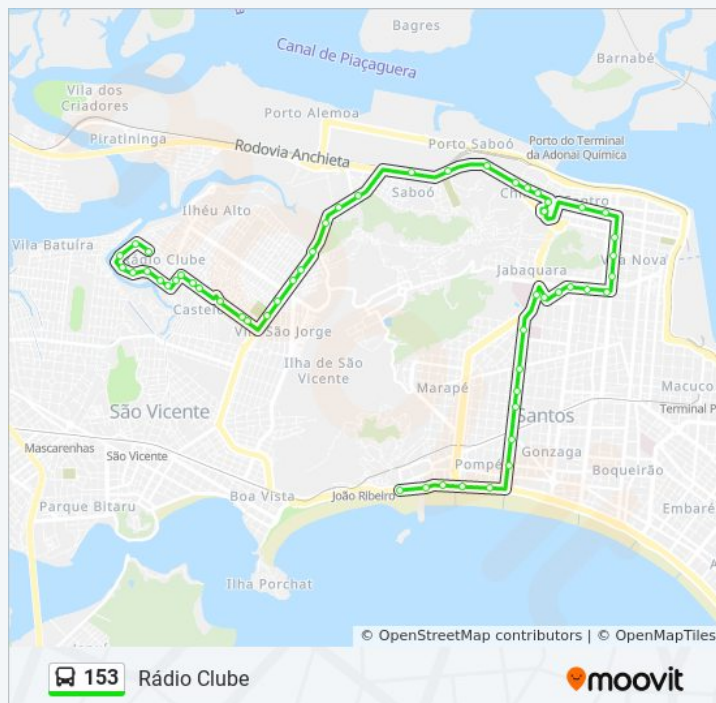 Bagres
Canal de Piaçaguera
Barnabé
Vila dos
Criadores
Porto Alemoa
Piratininga
Rodovia Anchieta
Porto Saboó
Porto do Terminal
da Adonai Quimica
Saboó
Centro
Ilhéu Alto
Vila Batuíra
Rádio Clube
Jabaquara
Vila Nova
Castelo
Vila São Jorge
Ilha de São
Vicente
Marapé
Macuco
São Vicente
Santos
Terminal P
Mascarenhas
São Vicente
Gonzaga
Pompé
Boqueirão
Boa Vista
João Ribeiro
Parque Bitaru
Embaré
Ilha Porchat
© OpenStreetMap contributors | © OpenMapTiles
153 Rádio Clube
moovit